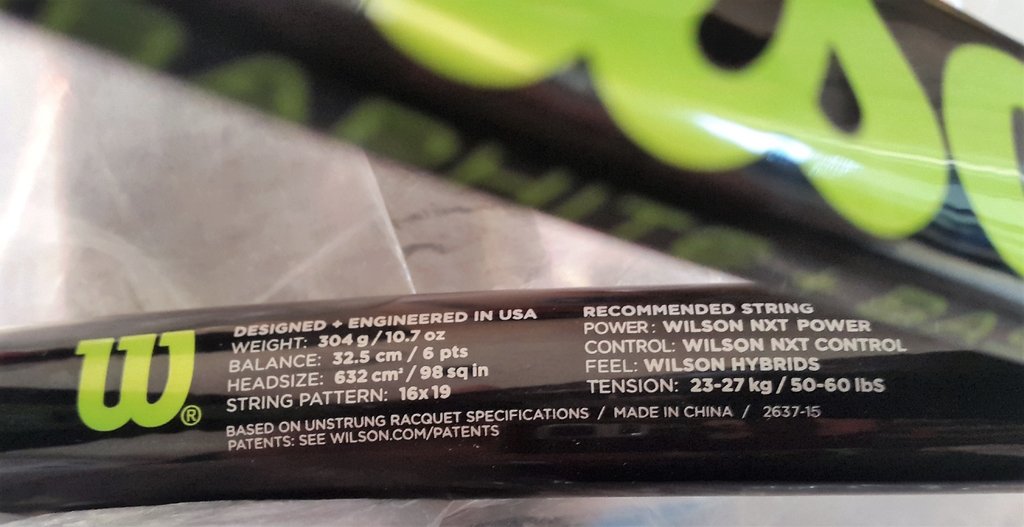 W®
DESIGNED + ENGINEERED IN USA
WEIGHT: 304 g / 10.7 oz
BALANCE: 32.5 cm / 6 pts
HEADSIZE: 632 cm² / 98 sq in
STRING PATTERN: 16x19
BASED ON UNSTRUNG RACQUET SPECIFICATIONS / MADE IN CHINA / 2637-15
PATENTS: SEE WILSON.COM/PATENTS
RECOMMENDED STRING
POWER: WILSON NXT POWER
CONTROL: WILSON NXT CONTROL
FEEL: WILSON HYBRIDS
TENSION: 23-27 kg / 50-60 lbS